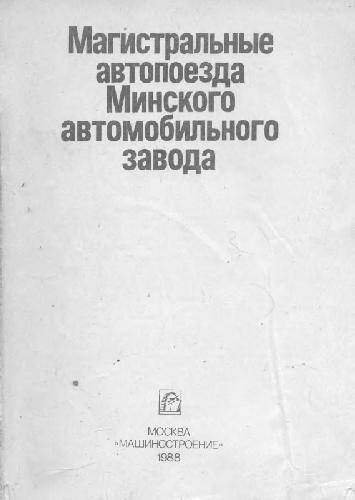 Магистральные
автопоезда
Минского
автомобильного
завода
МОСКВА
«МАШИНОСТРОЕНИЕ»
1988